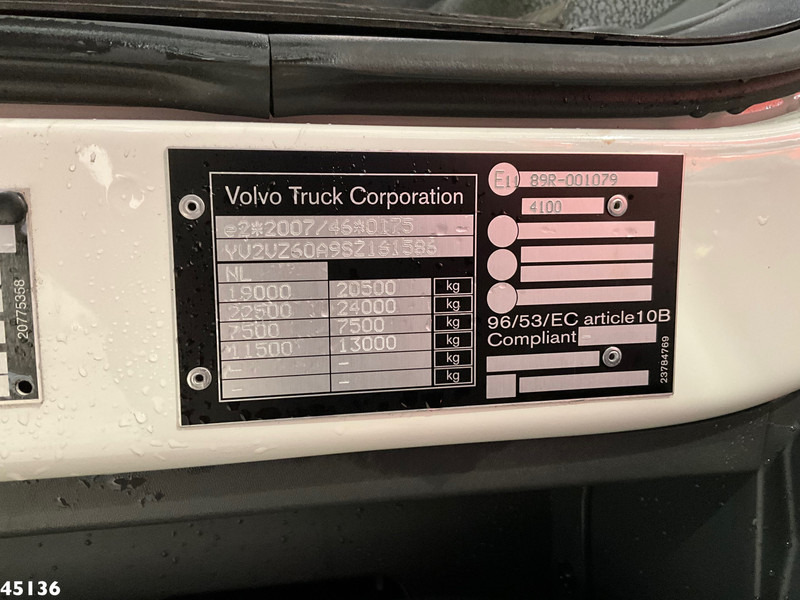 Volvo Truck Corporation
e2*2007/46*0175
YV2VZ60A9SZ161586
NL
19000 20500 kg
22500 24000 kg
7500 7500 kg
11500 13000 kg
- - kg
- - kg
E11 89R-001079
4100
96/53/EC article10B
Compliant -
23784769
20775358
45136